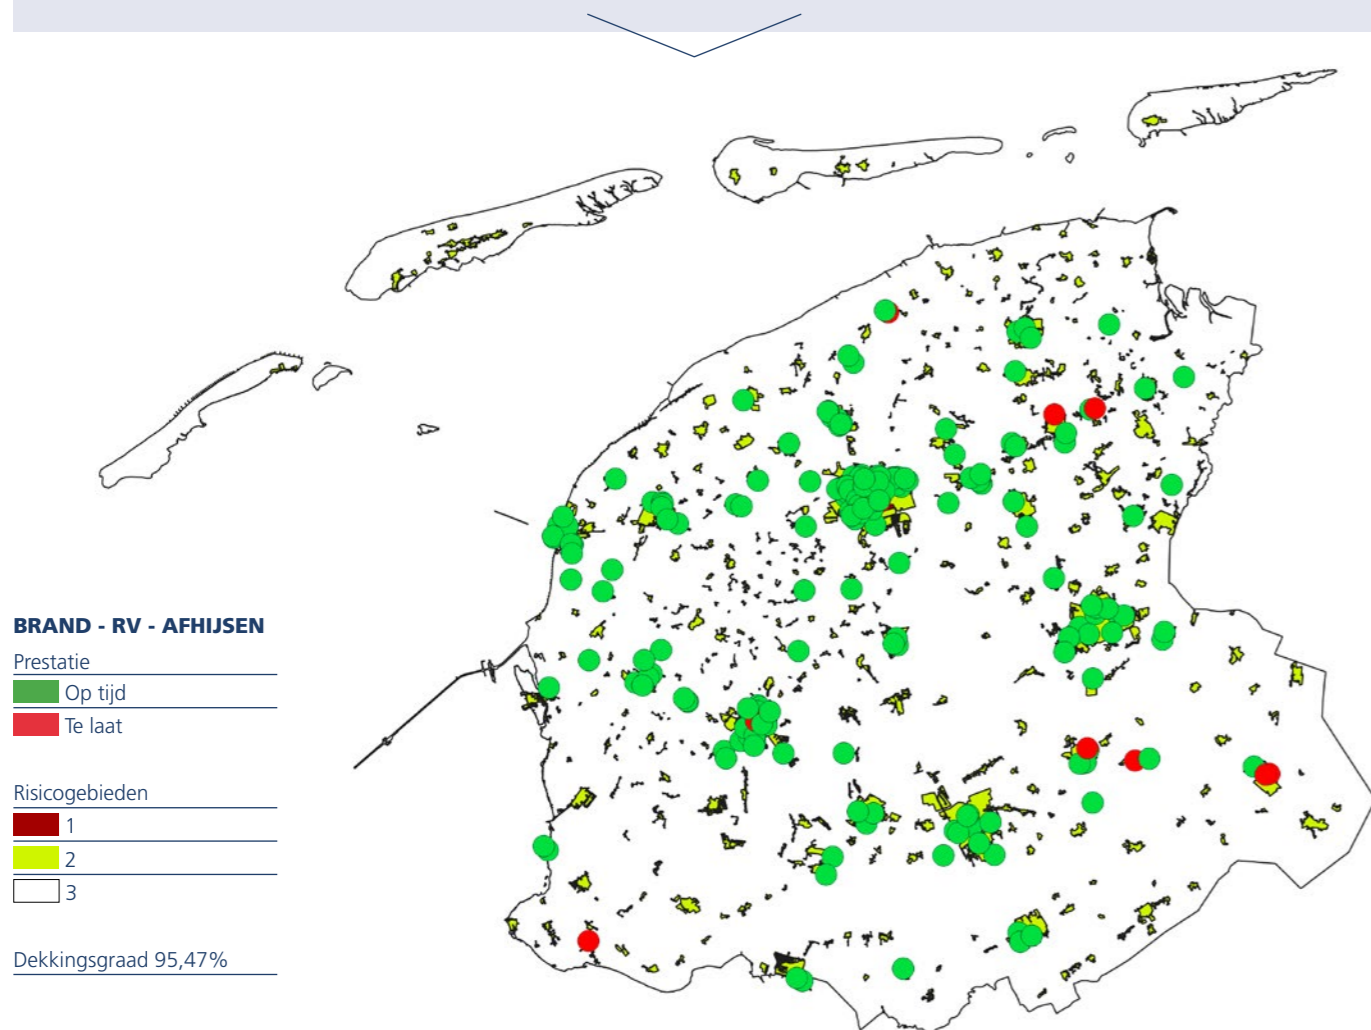 BRAND - RV - AFHIJSEN
Prestatie
Op tijd
Te laat
Risicogebieden
1
2
3
Dekkingsgraad 95,47%